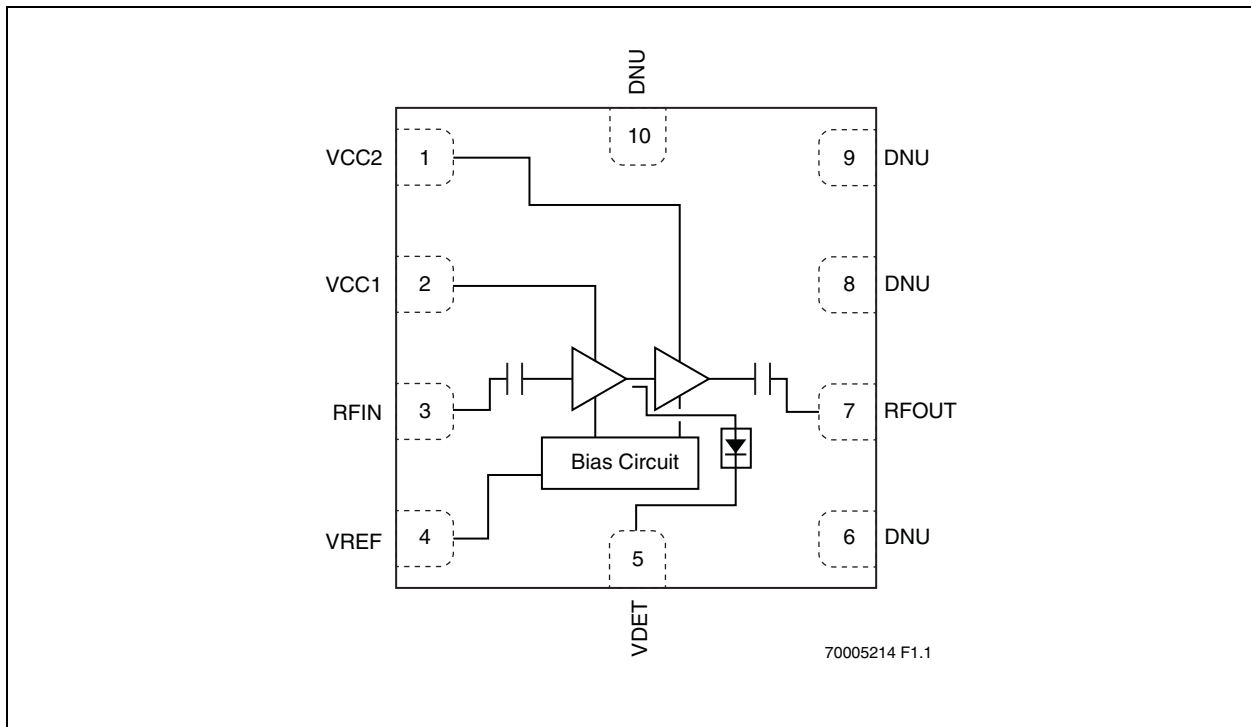 DNU
10
VCC2
1
9
DNU
VCC1
2
8
DNU
RFIN
3
7
RFOUT
Bias Circuit
VREF
4
5
6
DNU
VDET
70005214 F1.1